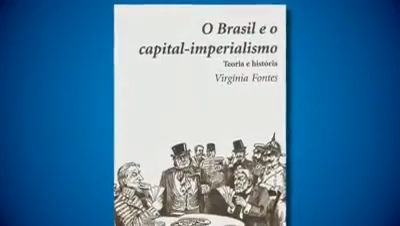 O Brasil e o
capital-imperialismo
Teoria e história
Virgínia Fontes